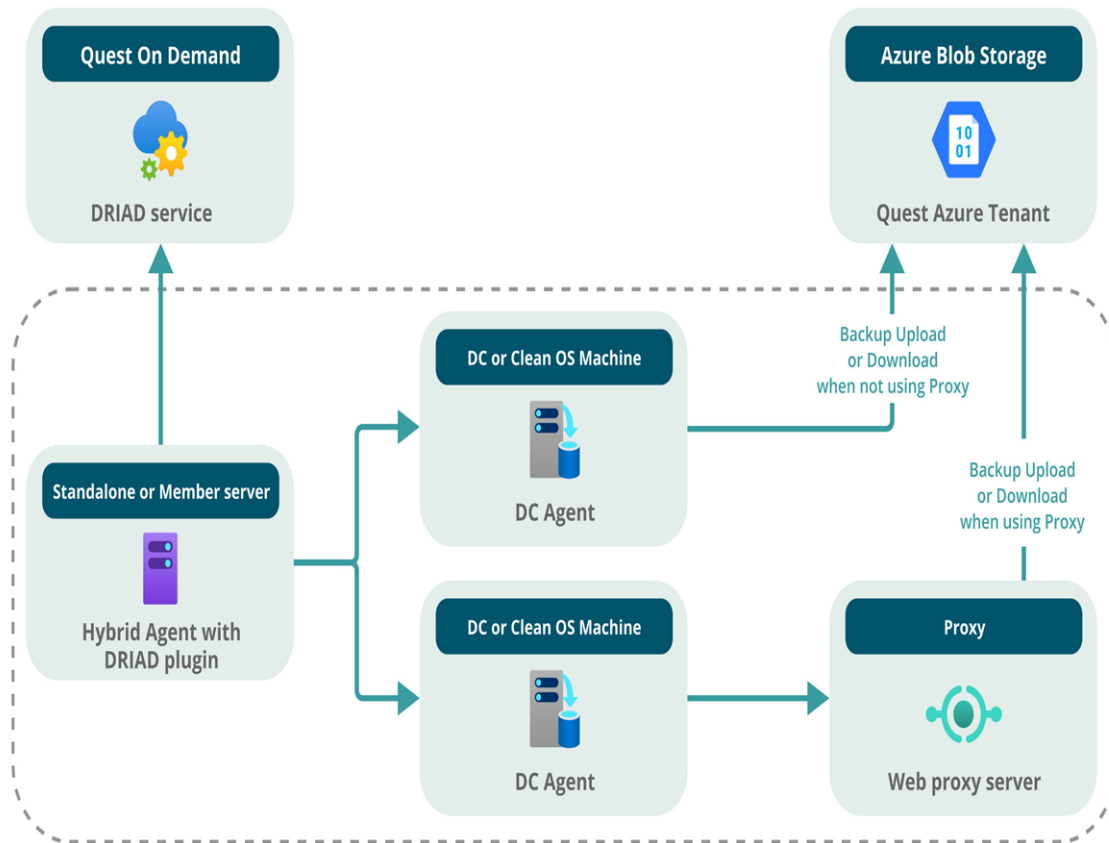 Quest On Demand
DRIAD service
Azure Blob Storage
10
01
Quest Azure Tenant
DC or Clean OS Machine
DC Agent
Backup Upload
or Download
when not using Proxy
Standalone or Member server
Hybrid Agent with
DRIAD plugin
Backup Upload
or Download
when using Proxy
DC or Clean OS Machine
DC Agent
Proxy
Web proxy server